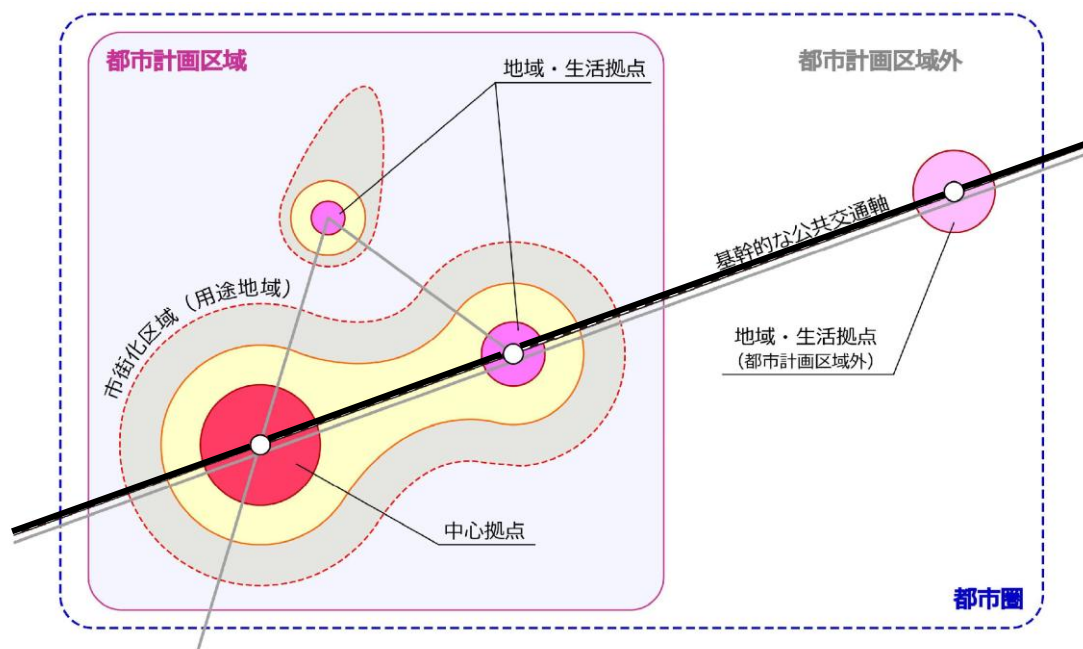 都市計画区域
地域・生活拠点
都市計画区域外
基幹的な公共交通軸
市街化区域（用途地域）
地域・生活拠点
（都市計画区域外）
中心拠点
都市圏